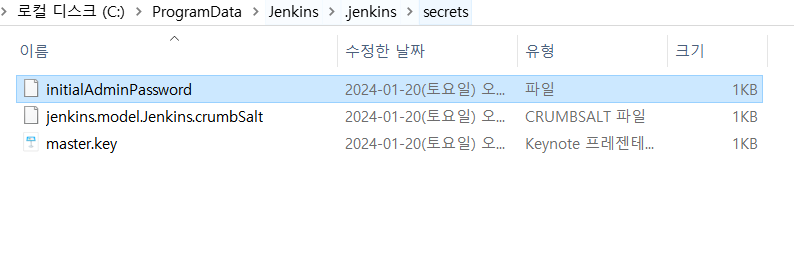 로컬 디스크 (C:) > ProgramData > Jenkins > .jenkins > secrets
이름 수정한 날짜 유형 크기
initialAdminPassword 2024-01-20(토요일) 오... 파일 1KB
jenkins.model.Jenkins.crumbSalt 2024-01-20(토요일) 오... CRUMBSALT 파일 1KB
master.key 2024-01-20(토요일) 오... Keynote 프레젠테... 1KB